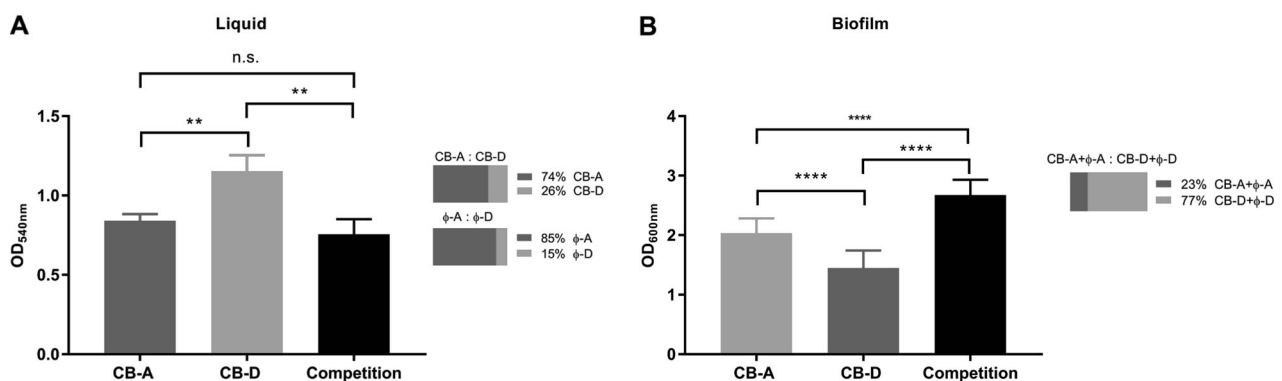 A
Liquid
n.s.
**
**
1.5
1.0
0.5
0.0
OD540nm
CB-A
CB-D
Competition
CB-A : CB-D
74% CB-A
26% CB-D
ϕ-A : ϕ-D
85% ϕ-A
15% ϕ-D
B
Biofilm
****
****
****
4
3
2
1
0
OD600nm
CB-A
CB-D
Competition
CB-A+ϕ-A : CB-D+ϕ-D
23% CB-A+ϕ-A
77% CB-D+ϕ-D